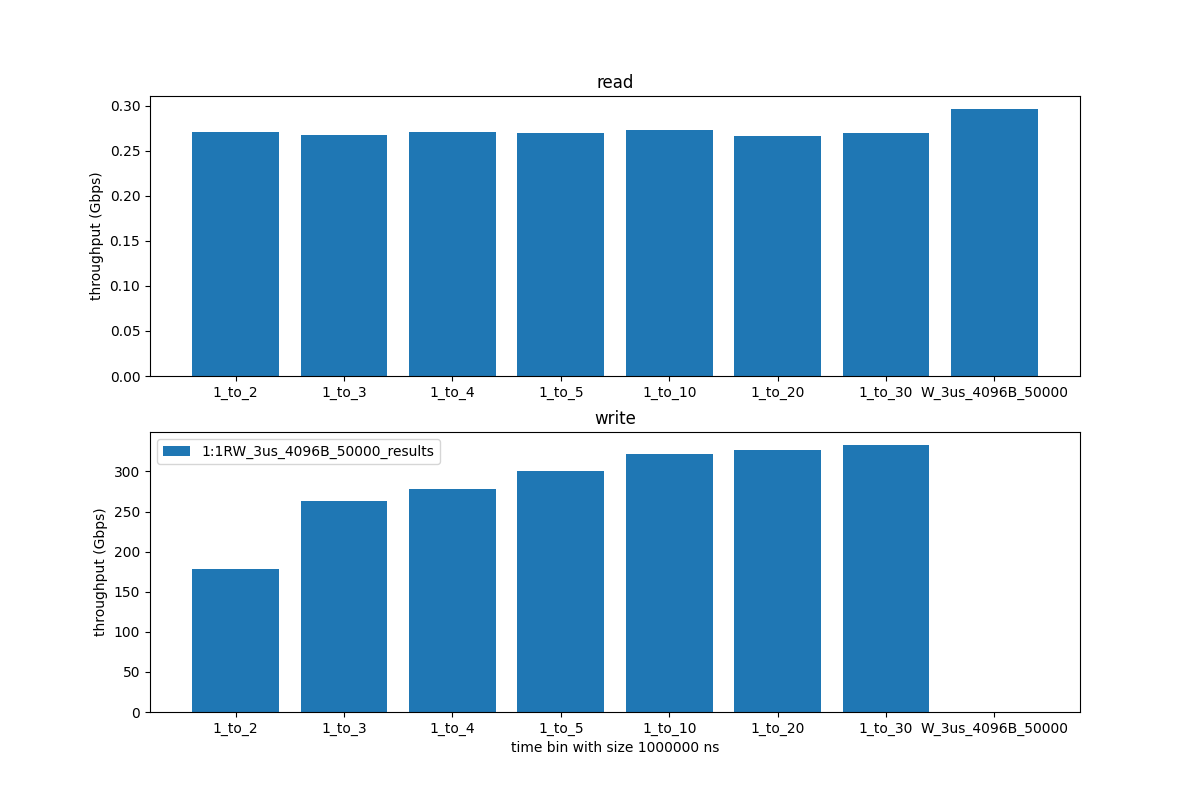 read
throughput (Gbps)
0.30
0.25
0.20
0.15
0.10
0.05
0.00
1_to_2 1_to_3 1_to_4 1_to_5 1_to_10 1_to_20 1_to_30 W_3us_4096B_50000
write
1:1RW_3us_4096B_50000_results
throughput (Gbps)
300
250
200
150
100
50
0
1_to_2 1_to_3 1_to_4 1_to_5 1_to_10 1_to_20 1_to_30 W_3us_4096B_50000
time bin with size 1000000 ns